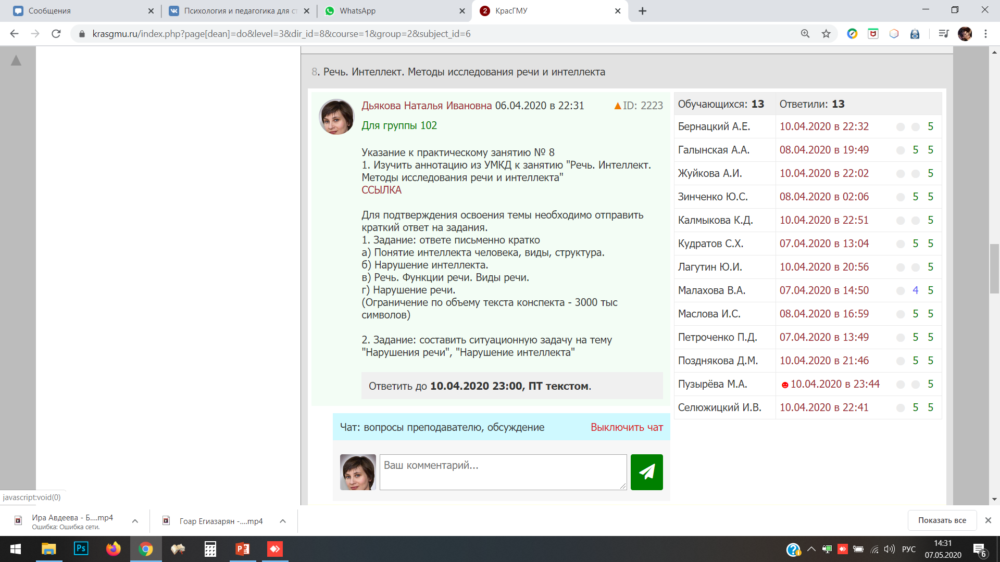 Сообщения
Психология и педагогика для ст
WhatsApp
2
КрасГМУ
krasgmu.ru/index.php?page[dean]=do&level=3&dir_id=8&course=1&group=2&subject_id=6
8. Речь. Интеллект. Методы исследования речи и интеллекта
Дьякова Наталья Ивановна 06.04.2020 в 22:31
ID: 2223
Для группы 102
Указание к практическому занятию № 8
1. Изучить аннотацию из УМКД к занятию "Речь. Интеллект.
Методы исследования речи и интеллекта"
ССЫЛКА
Для подтверждения освоения темы необходимо отправить
краткий ответ на задания.
1. Задание: ответе письменно кратко
а) Понятие интеллекта человека, виды, структура.
б) Нарушение интеллекта.
в) Речь. Функции речи. Виды речи.
г) Нарушение речи.
(Ограничение по объему текста конспекта - 3000 тыс
символов)
2. Задание: составить ситуационную задачу на тему
"Нарушения речи", "Нарушение интеллекта"
Ответить до 10.04.2020 23:00, ПТ текстом.
Чат: вопросы преподавателю, обсуждение
Выключить чат
Ваш комментарий...
Обучающихся: 13 Ответили: 13
Бернацкий А.Е. 10.04.2020 в 22:32 5
Галынская А.А. 08.04.2020 в 19:49 5 5
Жуйкова А.И. 10.04.2020 в 22:02 5
Зинченко Ю.С. 08.04.2020 в 02:06 5 5
Калмыкова К.Д. 10.04.2020 в 22:51 5
Кудратов С.Х. 07.04.2020 в 13:04 5 5
Лагутин Ю.И. 10.04.2020 в 20:56 5
Малахова В.А. 07.04.2020 в 14:50 4 5
Маслова И.С. 08.04.2020 в 16:59 5 5
Петроченко П.Д. 07.04.2020 в 13:49 5 5
Позднякова Д.М. 10.04.2020 в 21:46 5 5
Пузырёва М.А. 10.04.2020 в 23:44 5
Селюжицкий И.В. 10.04.2020 в 22:41 5 5
javascript:void(0)
Ира Авдеева - Б....mp4
Ошибка: Ошибка сети.
Гоар Егиазарян -....mp4
Показать все
Ps
РУС
14:31
07.05.2020
6